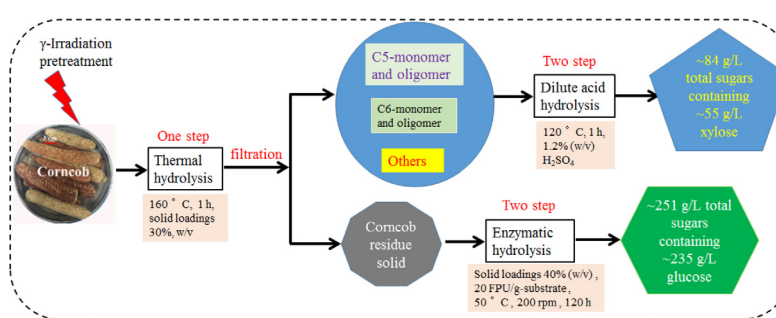 γ-Irradiation
pretreatment
Corncob
One step
Thermal
hydrolysis
160 ° C, 1 h,
solid loadings
30%, w/v
filtration
C5-monomer
and oligomer
C6-monomer
and oligomer
Others
Two step
Dilute acid
hydrolysis
120 ° C, 1 h,
1.2% (w/v)
H₂SO₄
~84 g/L
total sugars
containing
~55 g/L
xylose
Corncob
residue
solid
Two step
Enzymatic
hydrolysis
Solid loadings 40% (w/v) ,
20 FPU/g-substrate ,
50 ° C, 200 rpm, 120 h
~251 g/L total
sugars
containing
~235 g/L
glucose